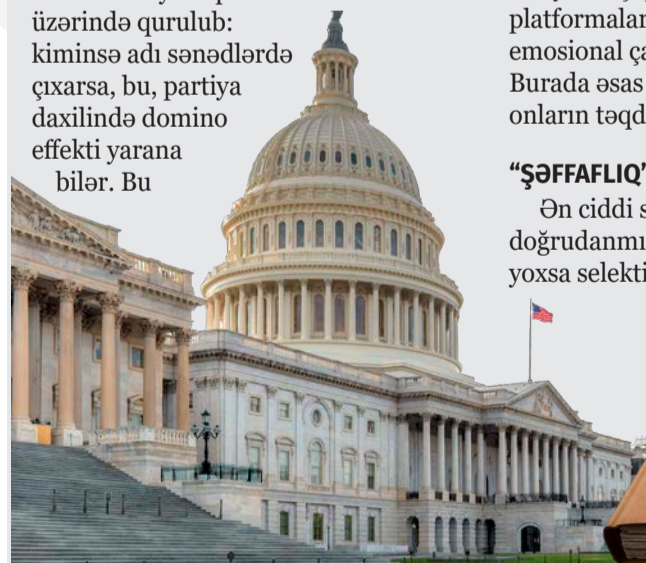 üzərində qurulub:
kiminsə adı sənədlərdə
çıxarsa, bu, partiya
daxilində domino
effekti yarana
bilər. Bu
platformalar
emosional ça
Burada əsas
onların təqd
“ŞƏFFAFLIQ”
Ən ciddi s
doğrudanmı
yoxsa selekti